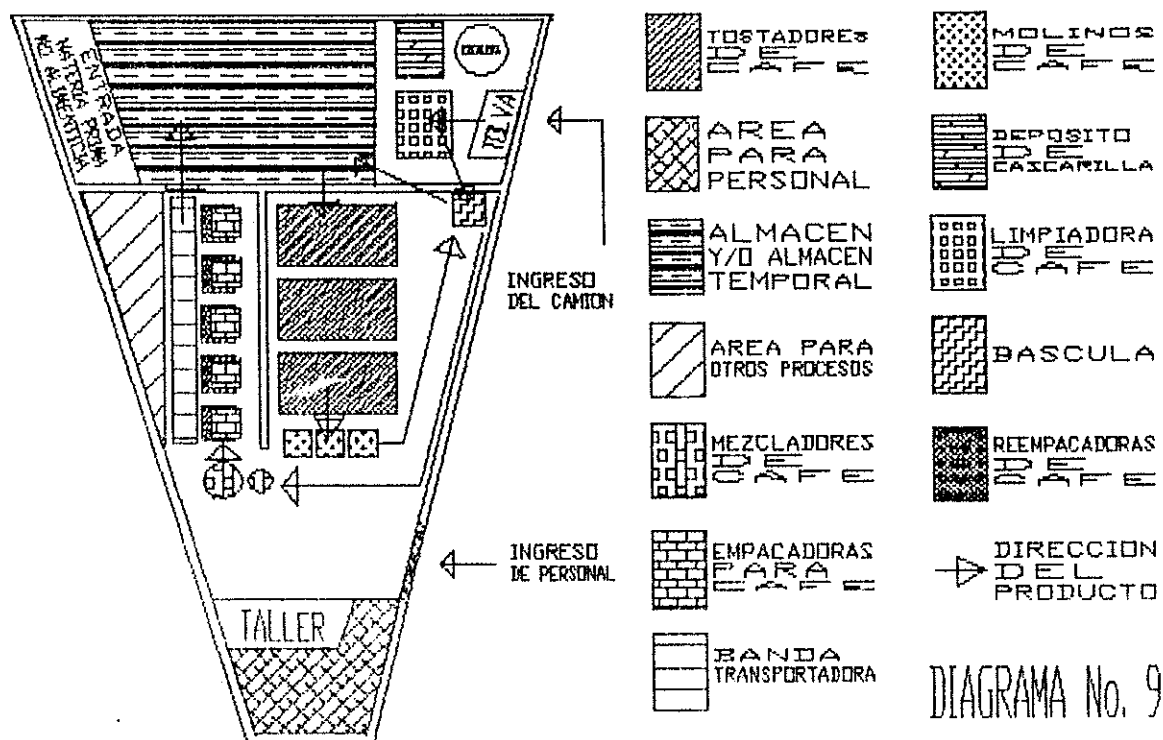 ENTRADA
MATERIA PRIMA
NO ALIMENTICIA
TOLVA
INGRESO
DEL CAMION
INGRESO
DE PERSONAL
TALLER
TOSTADORES
DE
CAFE
AREA
PARA
PERSONAL
ALMACEN
Y/O ALMACEN
TEMPORAL
AREA PARA
OTROS PROCESOS
MEZCLADORES
DE
CAFE
EMPACADORAS
PARA
CAFE
BANDA
TRANSPORTADORA
MOLINOS
DE
CAFE
DEPOSITO
DE
CASCARILLA
LIMPIADORA
DE
CAFE
BASCULA
REEMPACADORAS
DE
CAFE
DIRECCION
DEL
PRODUCTO
DIAGRAMA No. 9